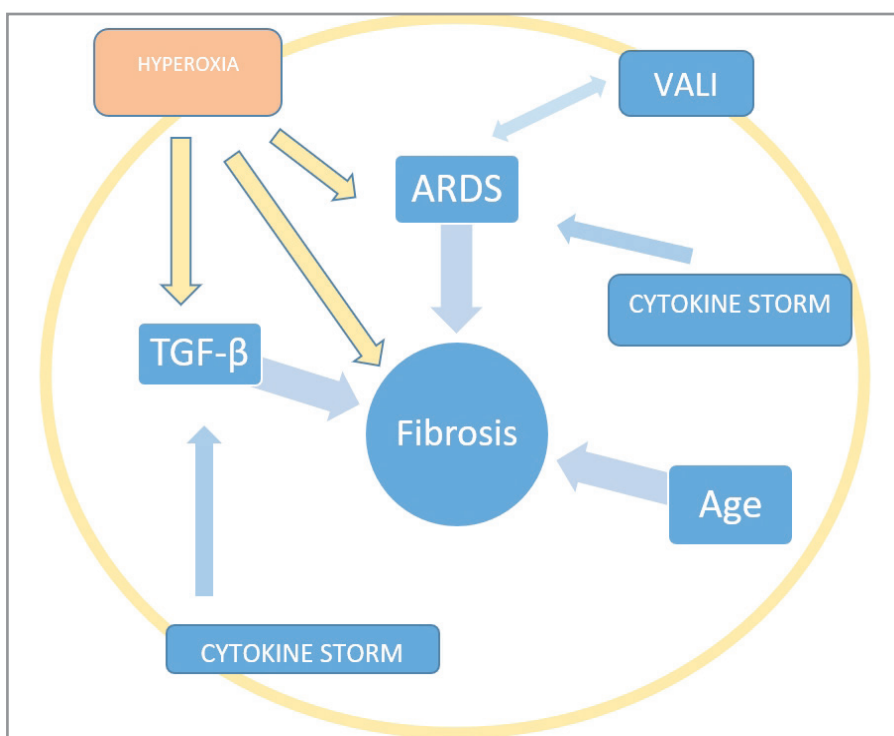 HYPEROXIA
VALI
ARDS
CYTOKINE STORM
TGF-β
Fibrosis
Age
CYTOKINE STORM